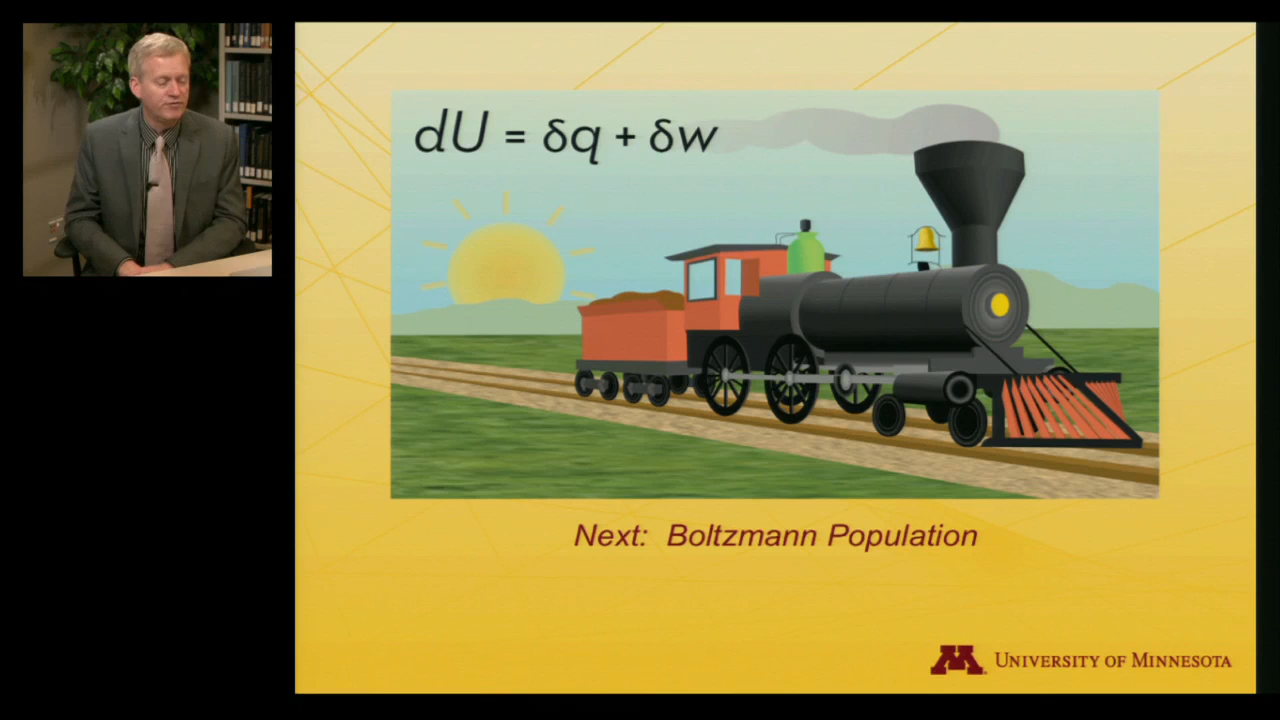 dU = δq + δw
Next: Boltzmann Population
M UNIVERSITY OF MINNESOTA